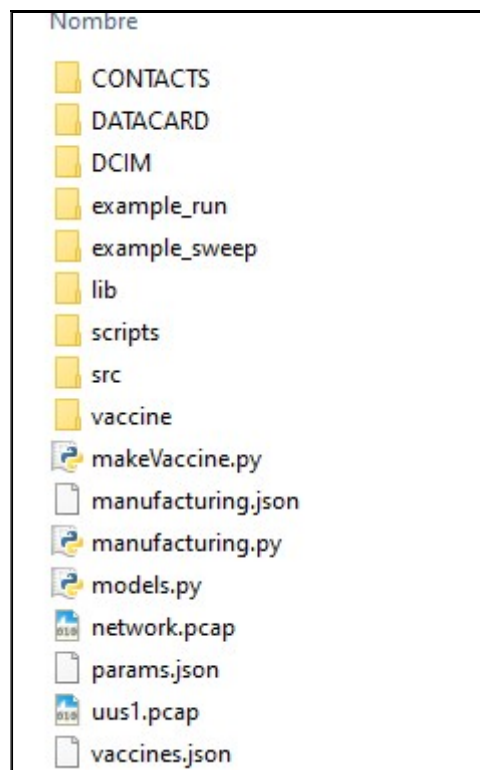 Nombre
CONTACTS
DATACARD
DCIM
example_run
example_sweep
lib
scripts
src
vaccine
makeVaccine.py
manufacturing.json
manufacturing.py
models.py
network.pcap
params.json
uus1.pcap
vaccines.json